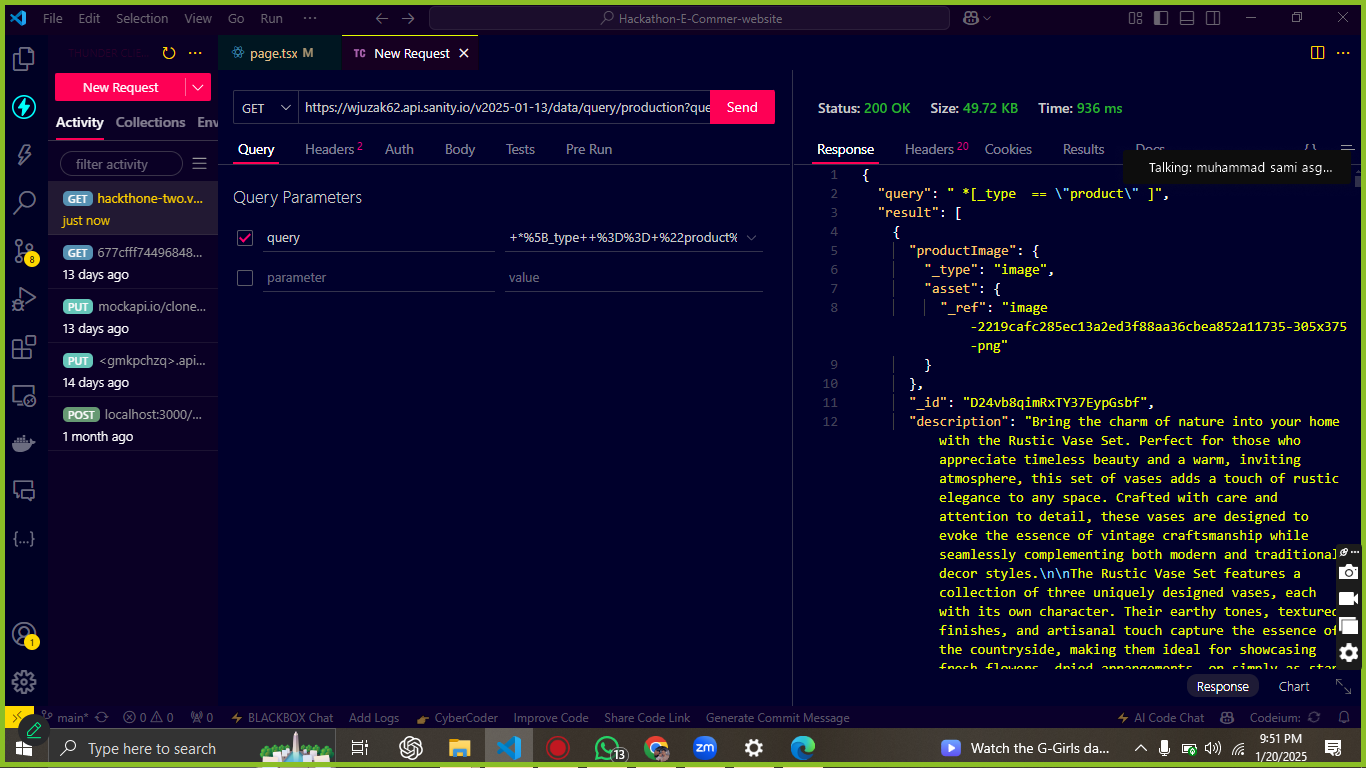 File Edit Selection View Go Run ··· Hackathon-E-Commer-website
page.tsx M TC New Request
New Request
GET https://wjuzak62.api.sanity.io/v2025-01-13/data/query/production?que Send
Status: 200 OK Size: 49.72 KB Time: 936 ms
Activity Collections Env
Query Headers 2 Auth Body Tests Pre Run
Response Headers 20 Cookies Results Docs {}
Talking: muhammad sami asg...
filter activity
GET hackthone-two.v...
just now
GET 677cfff74496848...
13 days ago
PUT mockapi.io/clone...
13 days ago
PUT <gmkpchzq>.api...
14 days ago
POST localhost:3000/...
1 month ago
8
1
Query Parameters
query +*%5B_type++%3D%3D+%22product%
parameter value
1 {
2 "query": " *[_type  == \"product\" ]",
3 "result": [
4 {
5 "productImage": {
6 "_type": "image",
7 "asset": {
8 "_ref": "image
-2219cafc285ec13a2ed3f88aa36cbea852a11735-305x375
-png"
9 }
10 },
11 "_id": "D24vb8qimRxTY37EypGsbf",
12 "description": "Bring the charm of nature into your home
with the Rustic Vase Set. Perfect for those who
appreciate timeless beauty and a warm, inviting
atmosphere, this set of vases adds a touch of rustic
elegance to any space. Crafted with care and
attention to detail, these vases are designed to
evoke the essence of vintage craftsmanship while
seamlessly complementing both modern and traditional
decor styles.\n\nThe Rustic Vase Set features a
collection of three uniquely designed vases, each
with its own character. Their earthy tones, textured
finishes, and artisanal touch capture the essence of
the countryside, making them ideal for showcasing
fresh flowers, dried arrangements, or simply as stan
Response Chart
main* 0 0 0 BLACKBOX Chat Add Logs CyberCoder Improve Code Share Code Link Generate Commit Message AI Code Chat Codeium:
Type here to search
13
zm
Watch the G-Girls da...
9:51 PM
1/20/2025